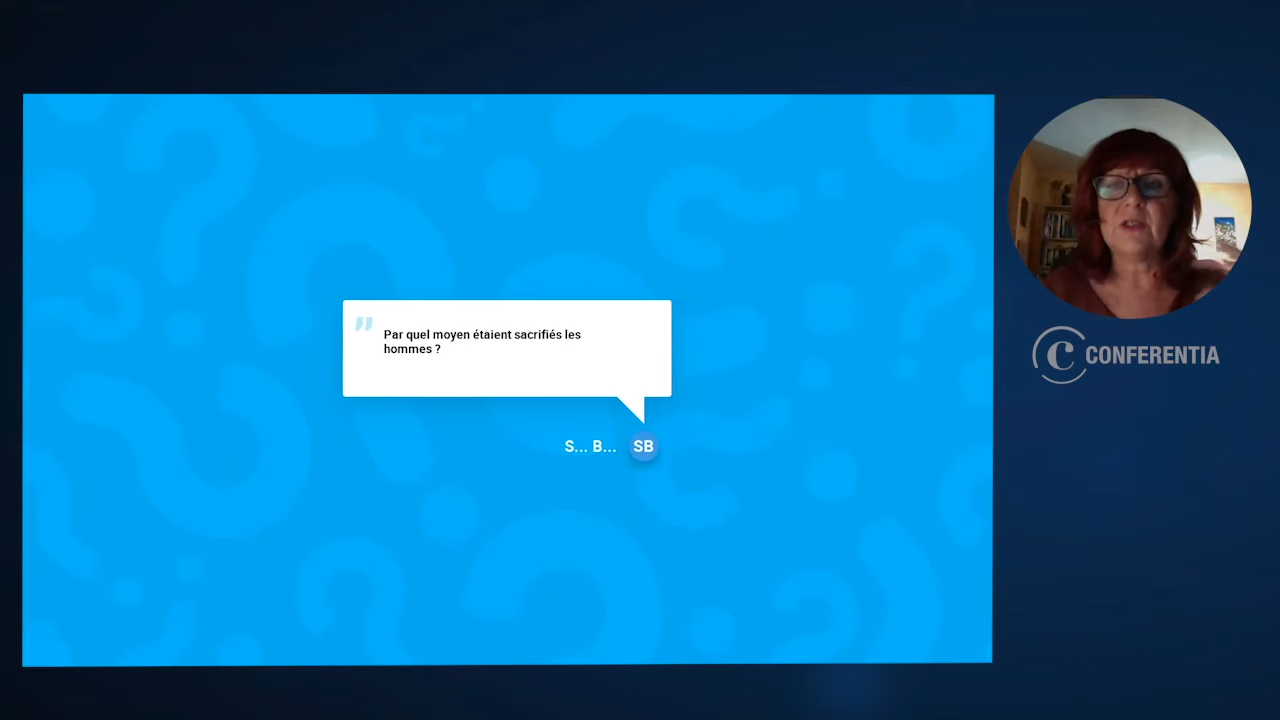 Par quel moyen étaient sacrifiés les
hommes ?
S... B... SB
C CONFERENTIA